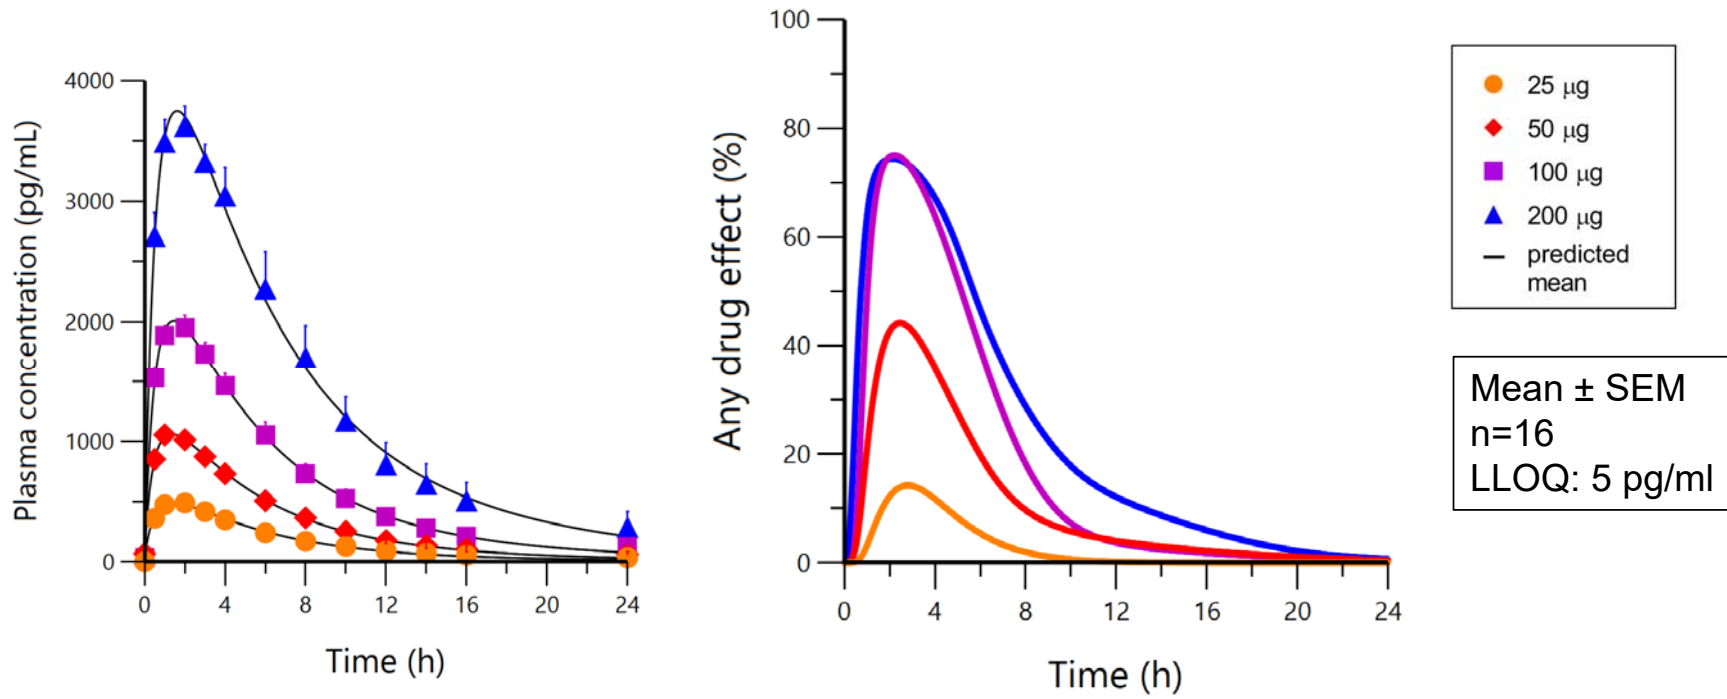 Plasma concentration (pg/mL)
4000
3000
2000
1000
0
0 4 8 12 16 20 24
Time (h)
Any drug effect (%)
100
80
60
40
20
0
0 4 8 12 16 20 24
Time (h)
25 μg
50 μg
100 μg
200 μg
predicted
mean
Mean ± SEM
n=16
LLOQ: 5 pg/ml